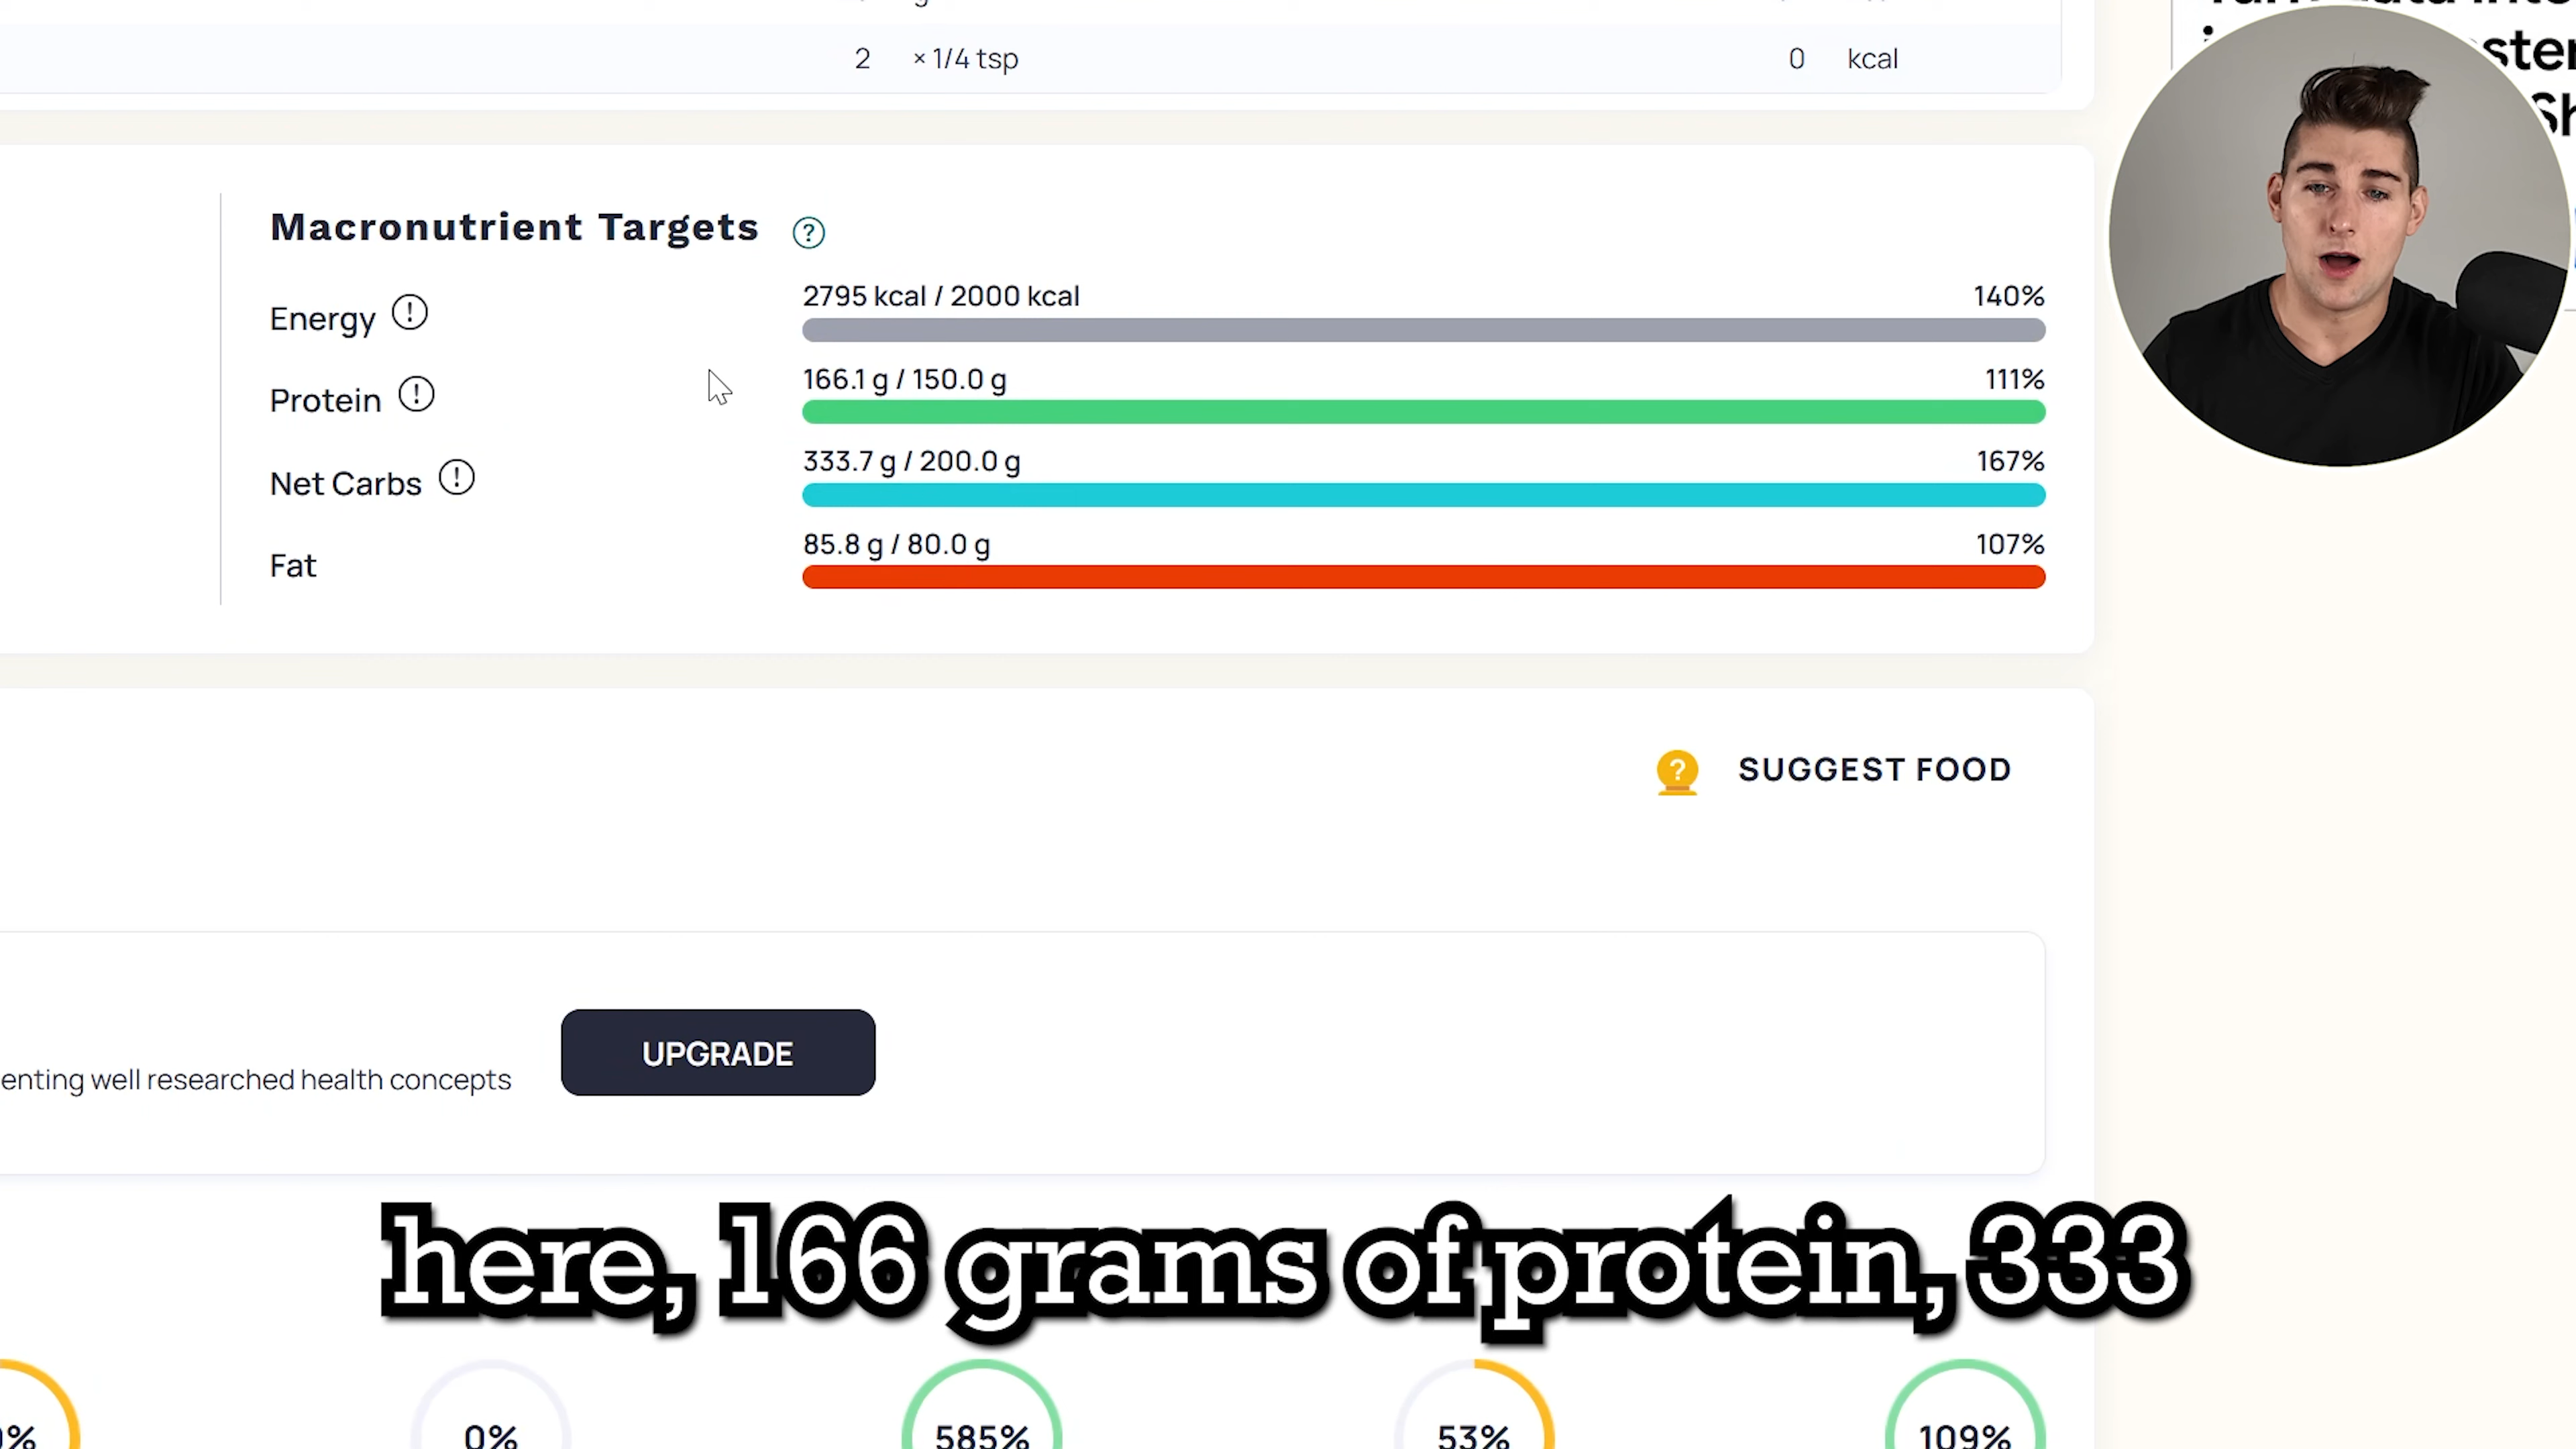 2 × 1/4 tsp 0 kcal
Macronutrient Targets ?
Energy ! 2795 kcal / 2000 kcal 140%
Protein ! 166.1 g / 150.0 g 111%
Net Carbs ! 333.7 g / 200.0 g 167%
Fat 85.8 g / 80.0 g 107%
? SUGGEST FOOD
UPGRADE
enting well researched health concepts
here, 166 grams of protein, 333
0% 585% 53% 109%